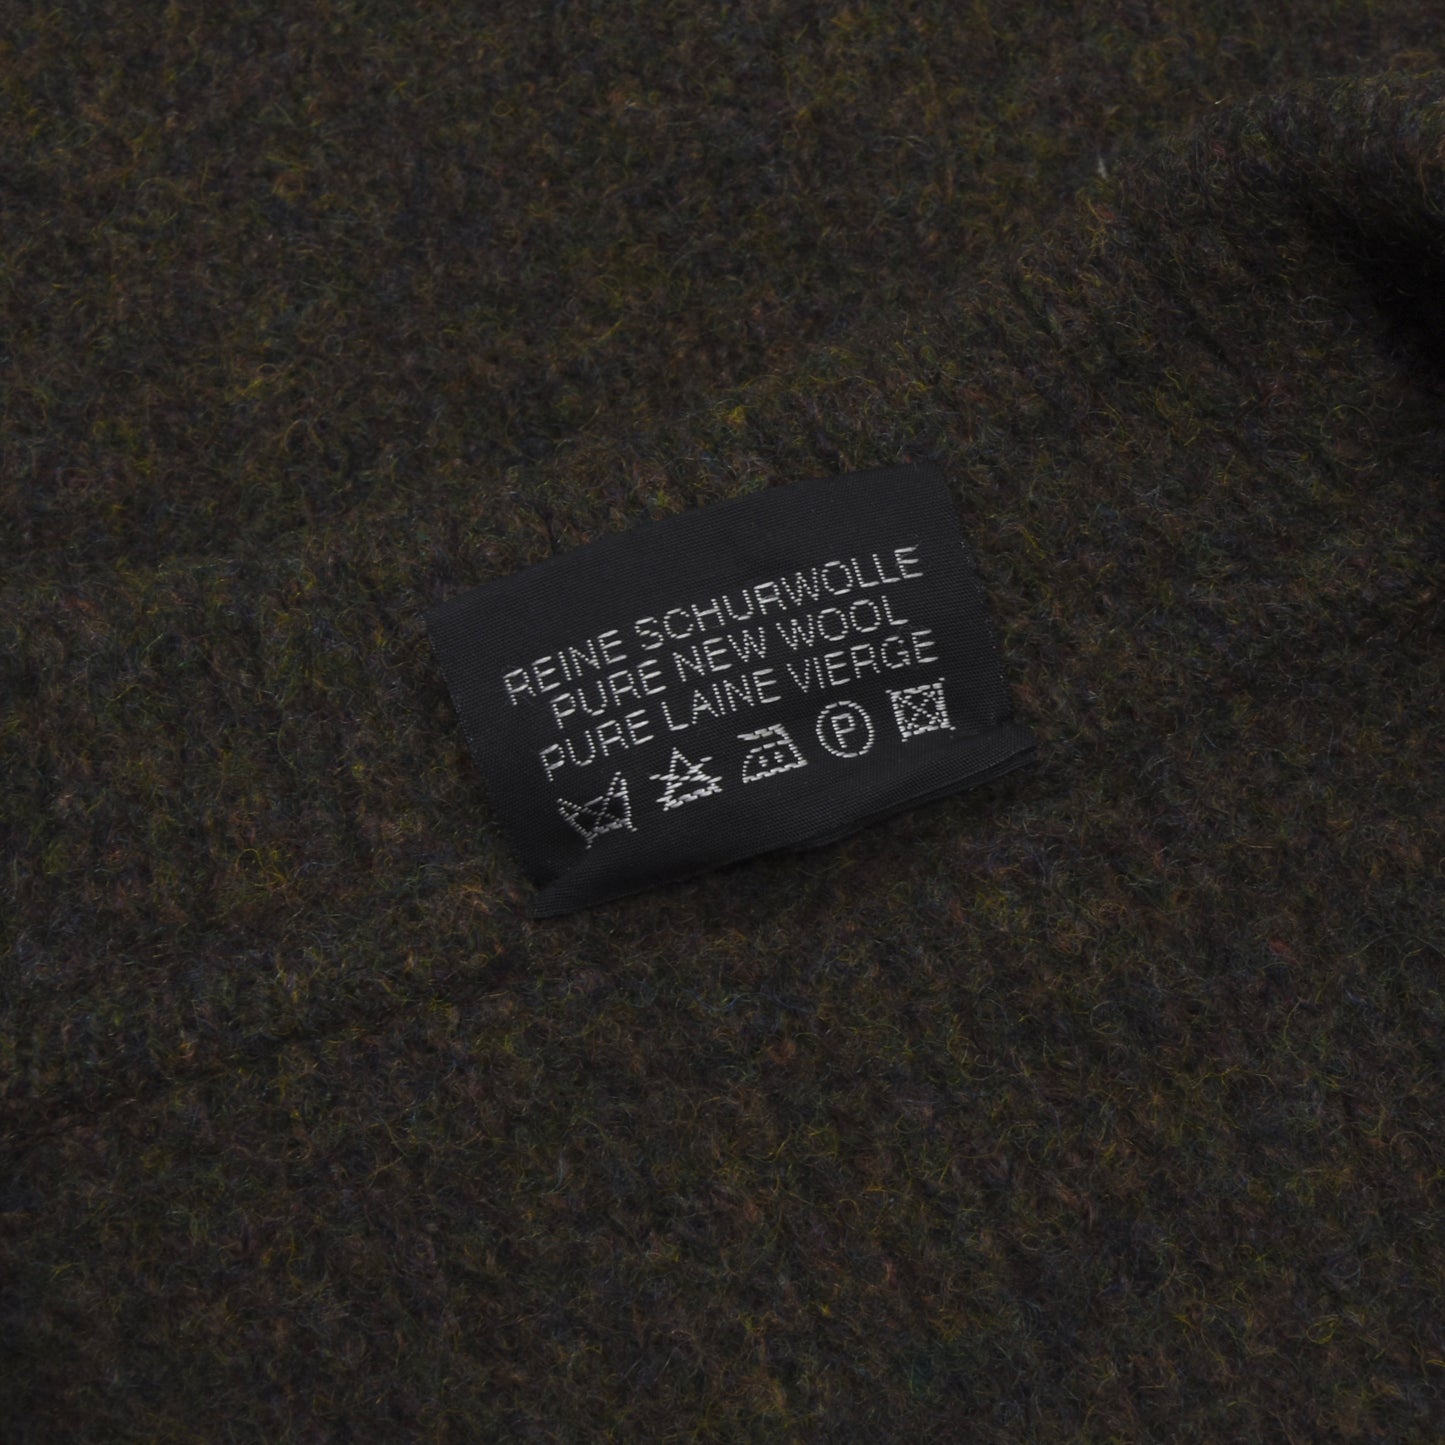 REINE SCHURWOLLE
PURE NEW WOOL
PURE LAINE VIERGE
P